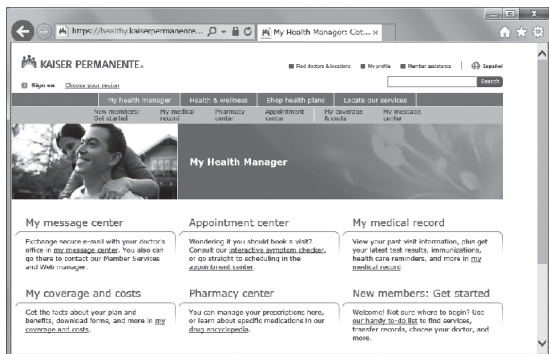 https://healthy.kaiserpermanente...
My Health Manager: Get...
KAISER PERMANENTE®
Find doctors & locations
My profile
Member assistance
Español
Sign on
Choose your region
Search
My health manager
Health & wellness
Shop health plans
Locate our services
New members: Get started
My medical record
Pharmacy center
Appointment center
My coverage & costs
My message center
My Health Manager
My message center
Exchange secure e-mail with your doctor's
office in my message center. You also can
go there to contact our Member Services
and Web manager.
Appointment center
Wondering if you should book a visit?
Consult our interactive symptom checker,
or go straight to scheduling in the
appointment center.
My medical record
View your past visit information, plus get
your latest test results, immunizations,
health care reminders, and more in my
medical record.
My coverage and costs
Get the facts about your plan and
benefits, download forms, and more in my
coverage and costs.
Pharmacy center
You can manage your prescriptions here,
or learn about specific medications in our
drug encyclopedia.
New members: Get started
Welcome! Not sure where to begin? Use
our handy to-do list to find services,
transfer records, choose your doctor, and
more.